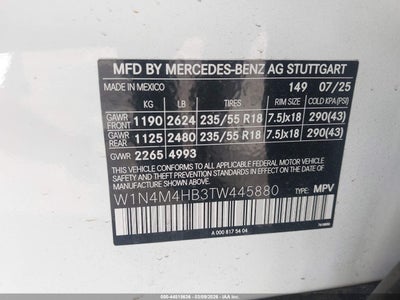 MFD BY MERCEDES-BENZ AG STUTTGART
MADE IN MEXICO 149 07/25
KG LB TIRES RIM SIZE COLD KPA(PSI)
GAWR FRONT 1190 2624 235/55 R18 7.5Jx18 290(43)
GAWR REAR 1125 2480 235/55 R18 7.5Jx18 290(43)
GVWR 2265 4993
THIS VEHICLE CONFORMS TO ALL APPLICABLE
FEDERAL MOTOR VEHICLE SAFETY
AND THEFT PREVENTION STANDARDS
IN EFFECT ON THE DATE OF
MANUFACTURE SHOWN ABOVE
W1N4M4HB3TW445880 TYPE: MPV
A 000 817 54 04